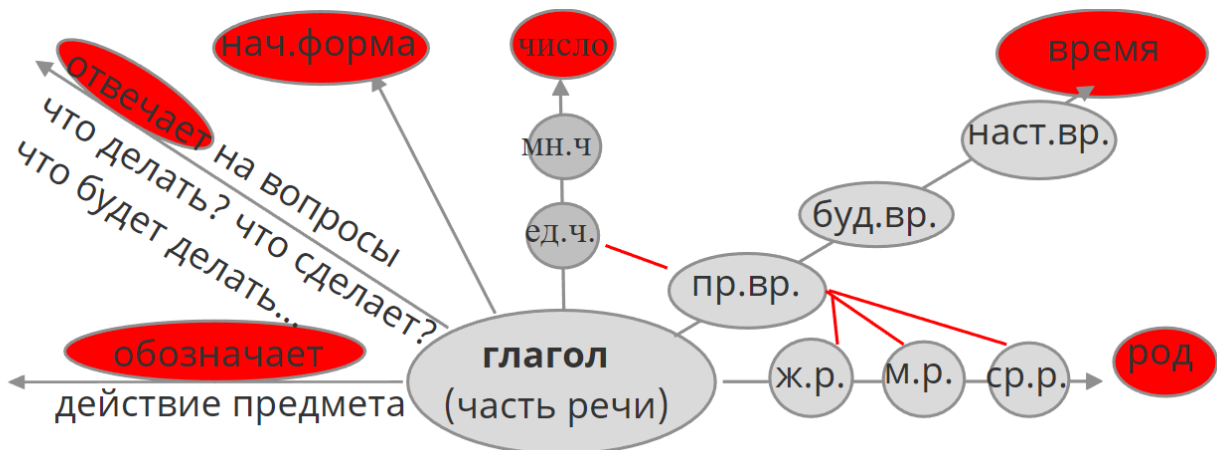 нач.форма
число
время
отвечает на вопросы
что делать? что сделает?
что будет делать...
мн.ч
ед.ч.
наст.вр.
буд.вр.
пр.вр.
обозначает
действие предмета
глагол
(часть речи)
ж.р.
м.р.
ср.р.
род